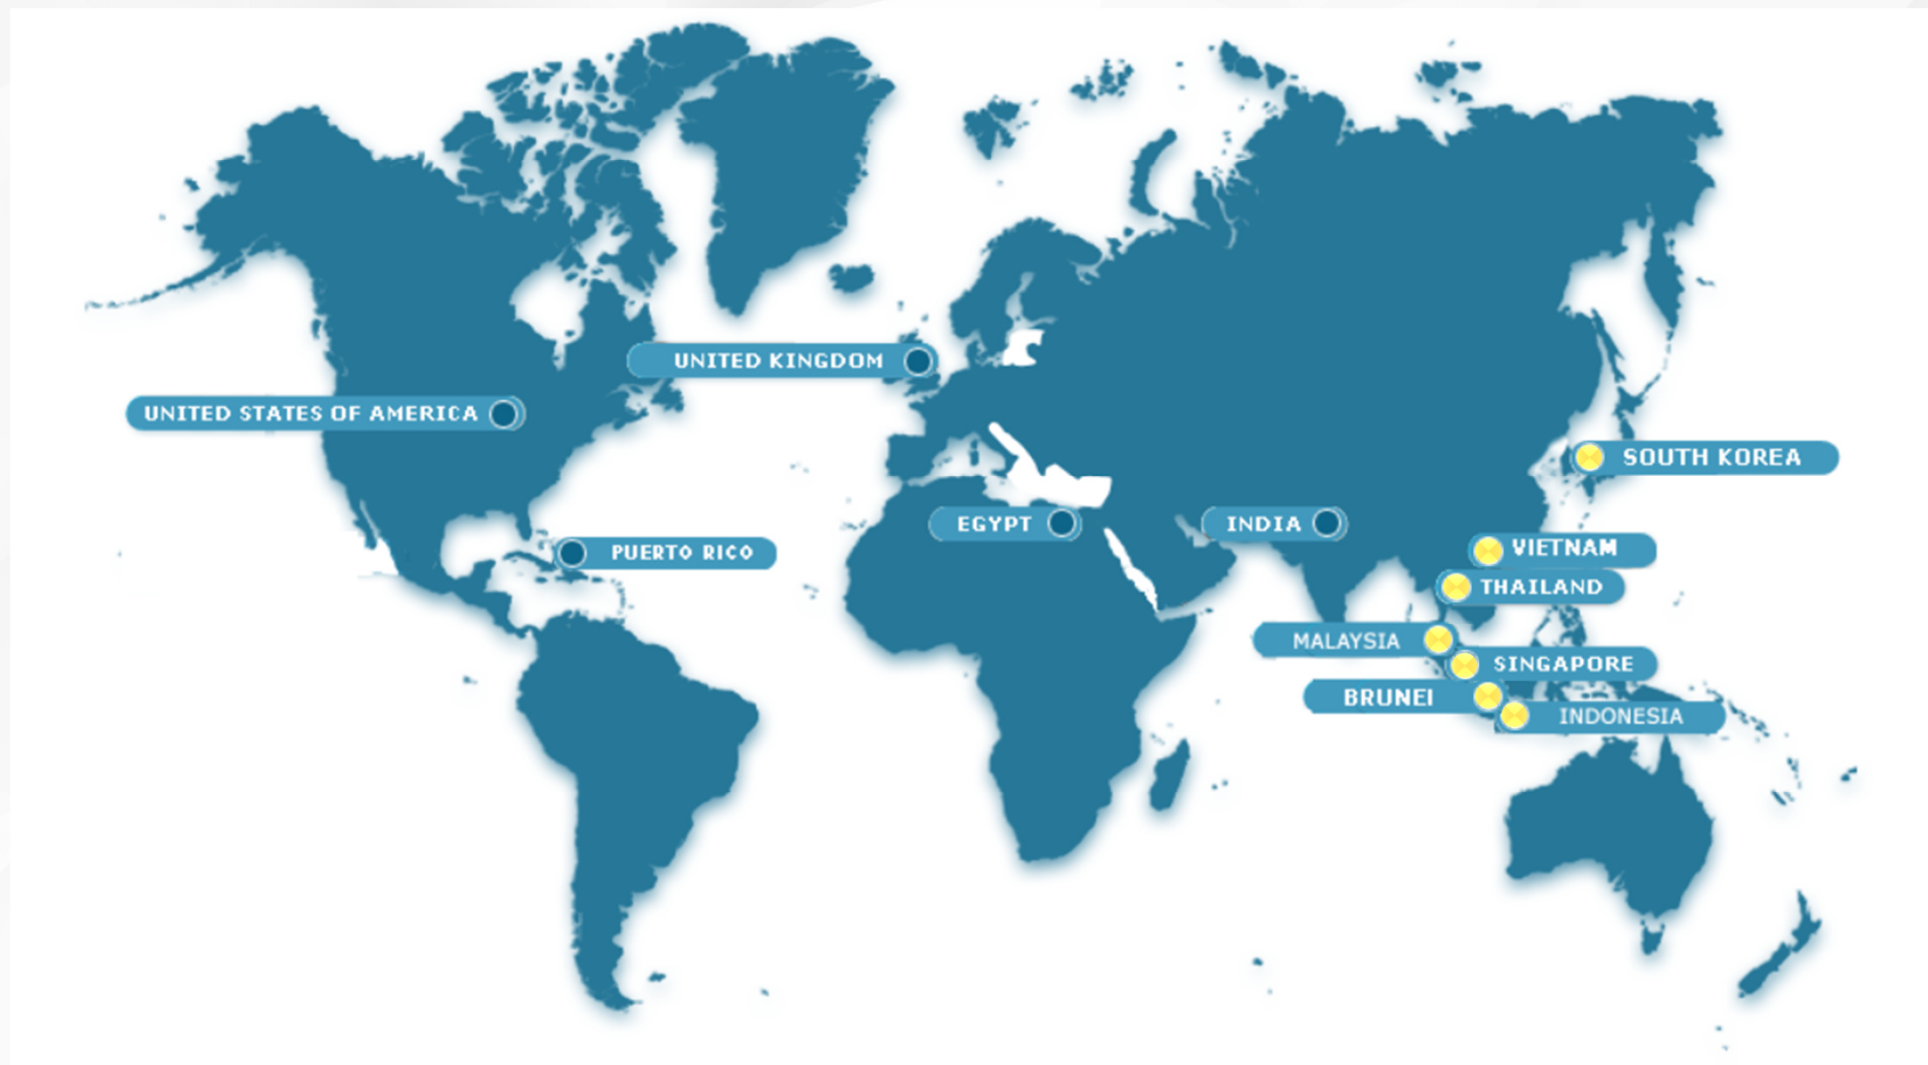 UNITED KINGDOM
UNITED STATES OF AMERICA
SOUTH KOREA
EGYPT
INDIA
VIETNAM
PUERTO RICO
THAILAND
MALAYSIA
SINGAPORE
BRUNEI
INDONESIA